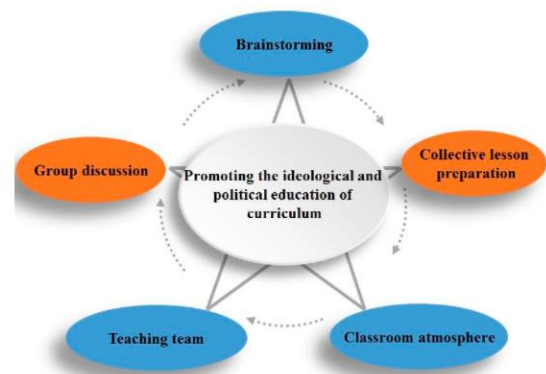 Brainstorming
Group discussion
Collective lesson
preparation
Promoting the ideological and
political education of
curriculum
Teaching team
Classroom atmosphere